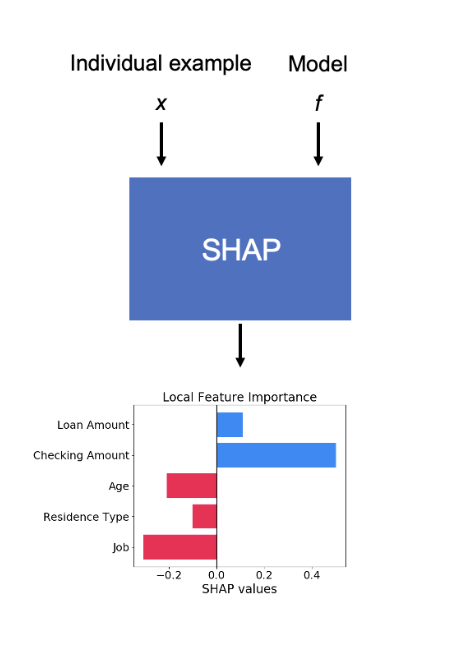 Individual example Model
x f
SHAP
Local Feature Importance
Loan Amount
Checking Amount
Age
Residence Type
Job
−0.2 0.0 0.2 0.4
SHAP values